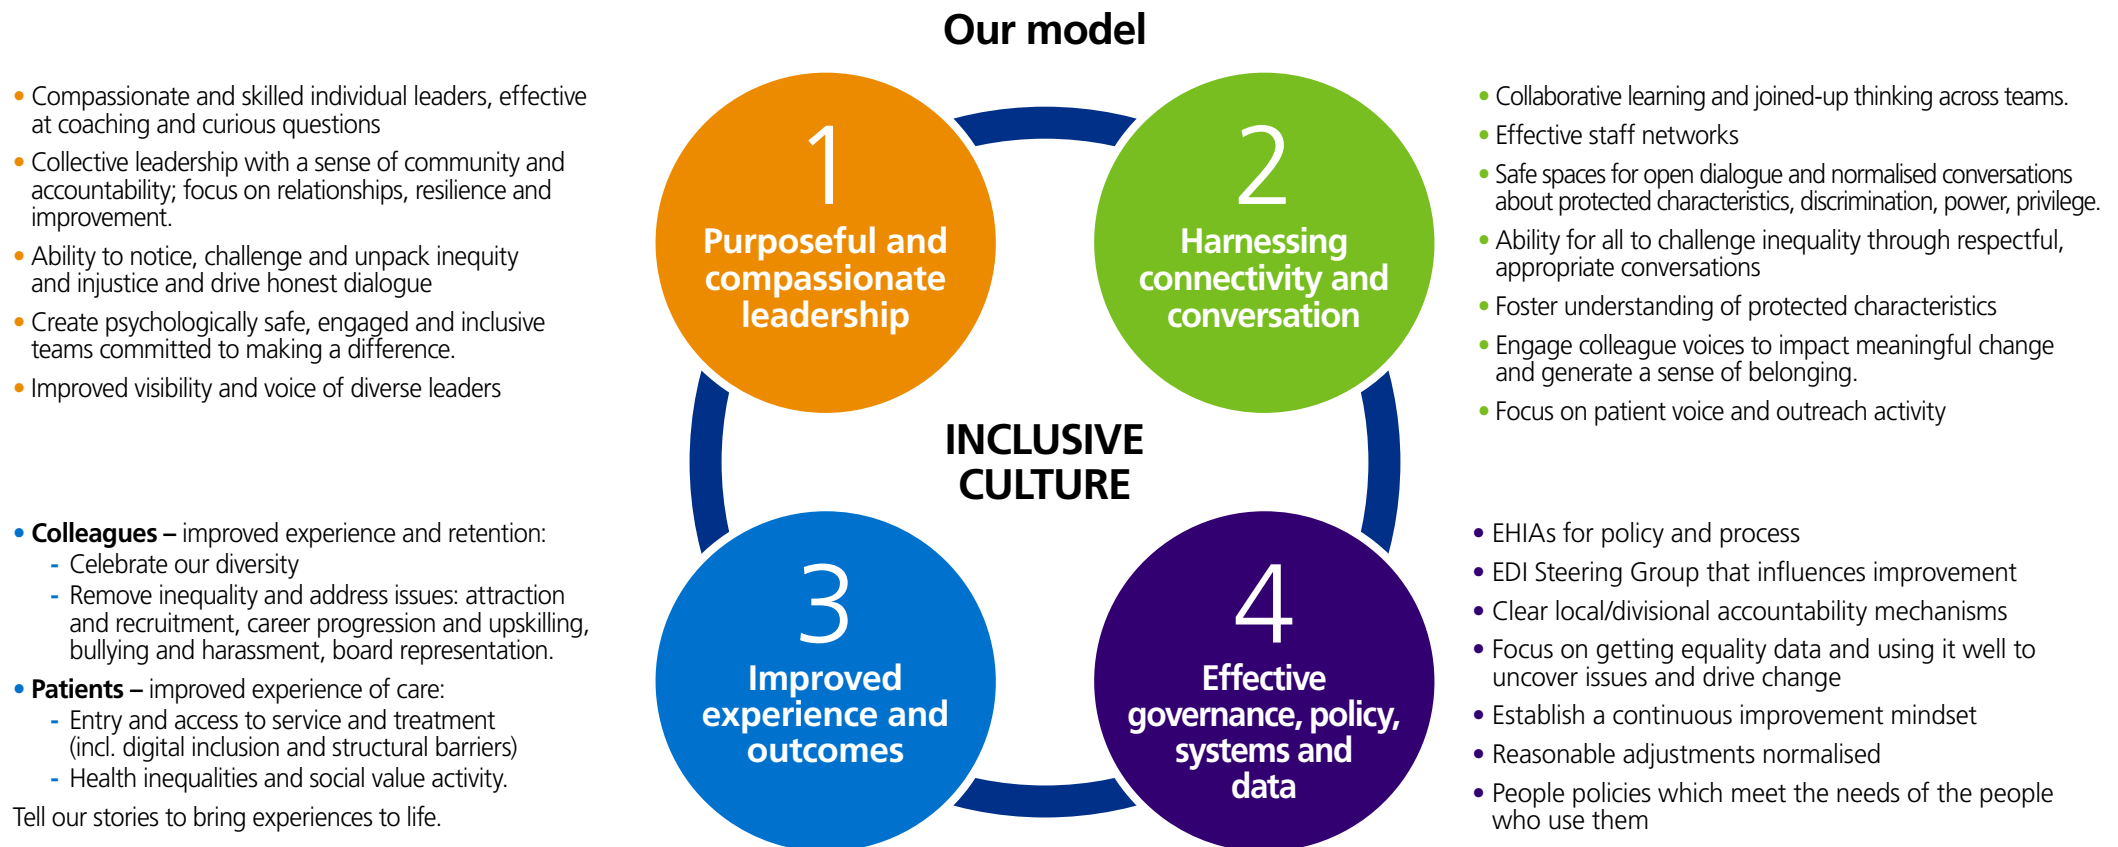 Our model
• Compassionate and skilled individual leaders, effective
at coaching and curious questions
• Collective leadership with a sense of community and
accountability; focus on relationships, resilience and
improvement.
• Ability to notice, challenge and unpack inequity
and injustice and drive honest dialogue
• Create psychologically safe, engaged and inclusive
teams committed to making a difference.
• Improved visibility and voice of diverse leaders
1
Purposeful and
compassionate
leadership
2
Harnessing
connectivity and
conversation
• Collaborative learning and joined-up thinking across teams.
• Effective staff networks
• Safe spaces for open dialogue and normalised conversations
about protected characteristics, discrimination, power, privilege.
• Ability for all to challenge inequality through respectful,
appropriate conversations
• Foster understanding of protected characteristics
• Engage colleague voices to impact meaningful change
and generate a sense of belonging.
• Focus on patient voice and outreach activity
INCLUSIVE
CULTURE
• Colleagues – improved experience and retention:
- Celebrate our diversity
- Remove inequality and address issues: attraction
and recruitment, career progression and upskilling,
bullying and harassment, board representation.
• Patients – improved experience of care:
- Entry and access to service and treatment
(incl. digital inclusion and structural barriers)
- Health inequalities and social value activity.
Tell our stories to bring experiences to life.
3
Improved
experience and
outcomes
4
Effective
governance, policy,
systems and
data
• EHIAs for policy and process
• EDI Steering Group that influences improvement
• Clear local/divisional accountability mechanisms
• Focus on getting equality data and using it well to
uncover issues and drive change
• Establish a continuous improvement mindset
• Reasonable adjustments normalised
• People policies which meet the needs of the people
who use them